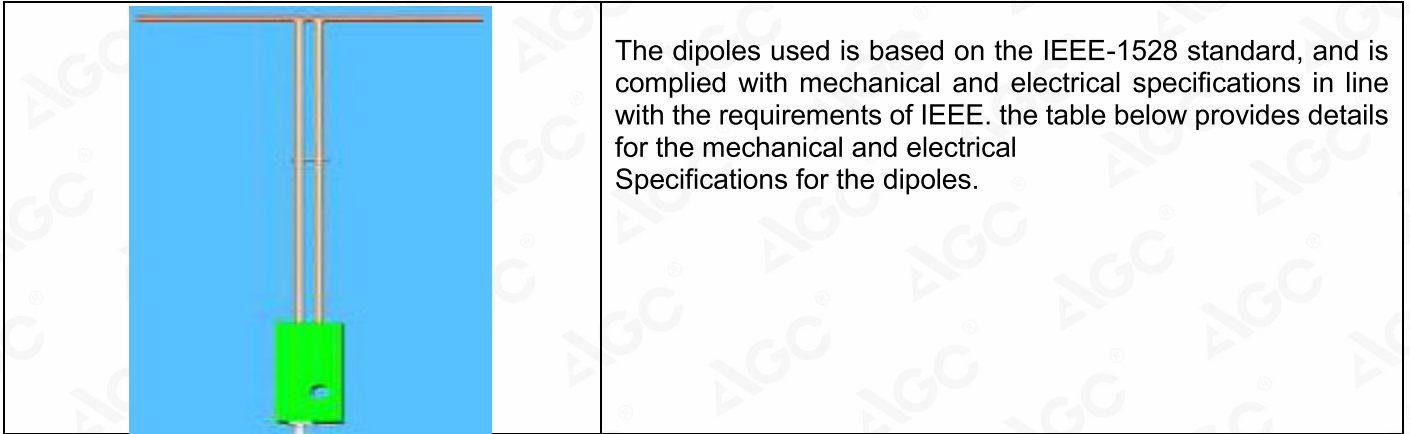 The dipoles used is based on the IEEE-1528 standard, and is
complied with mechanical and electrical specifications in line
with the requirements of IEEE. the table below provides details
for the mechanical and electrical
Specifications for the dipoles.